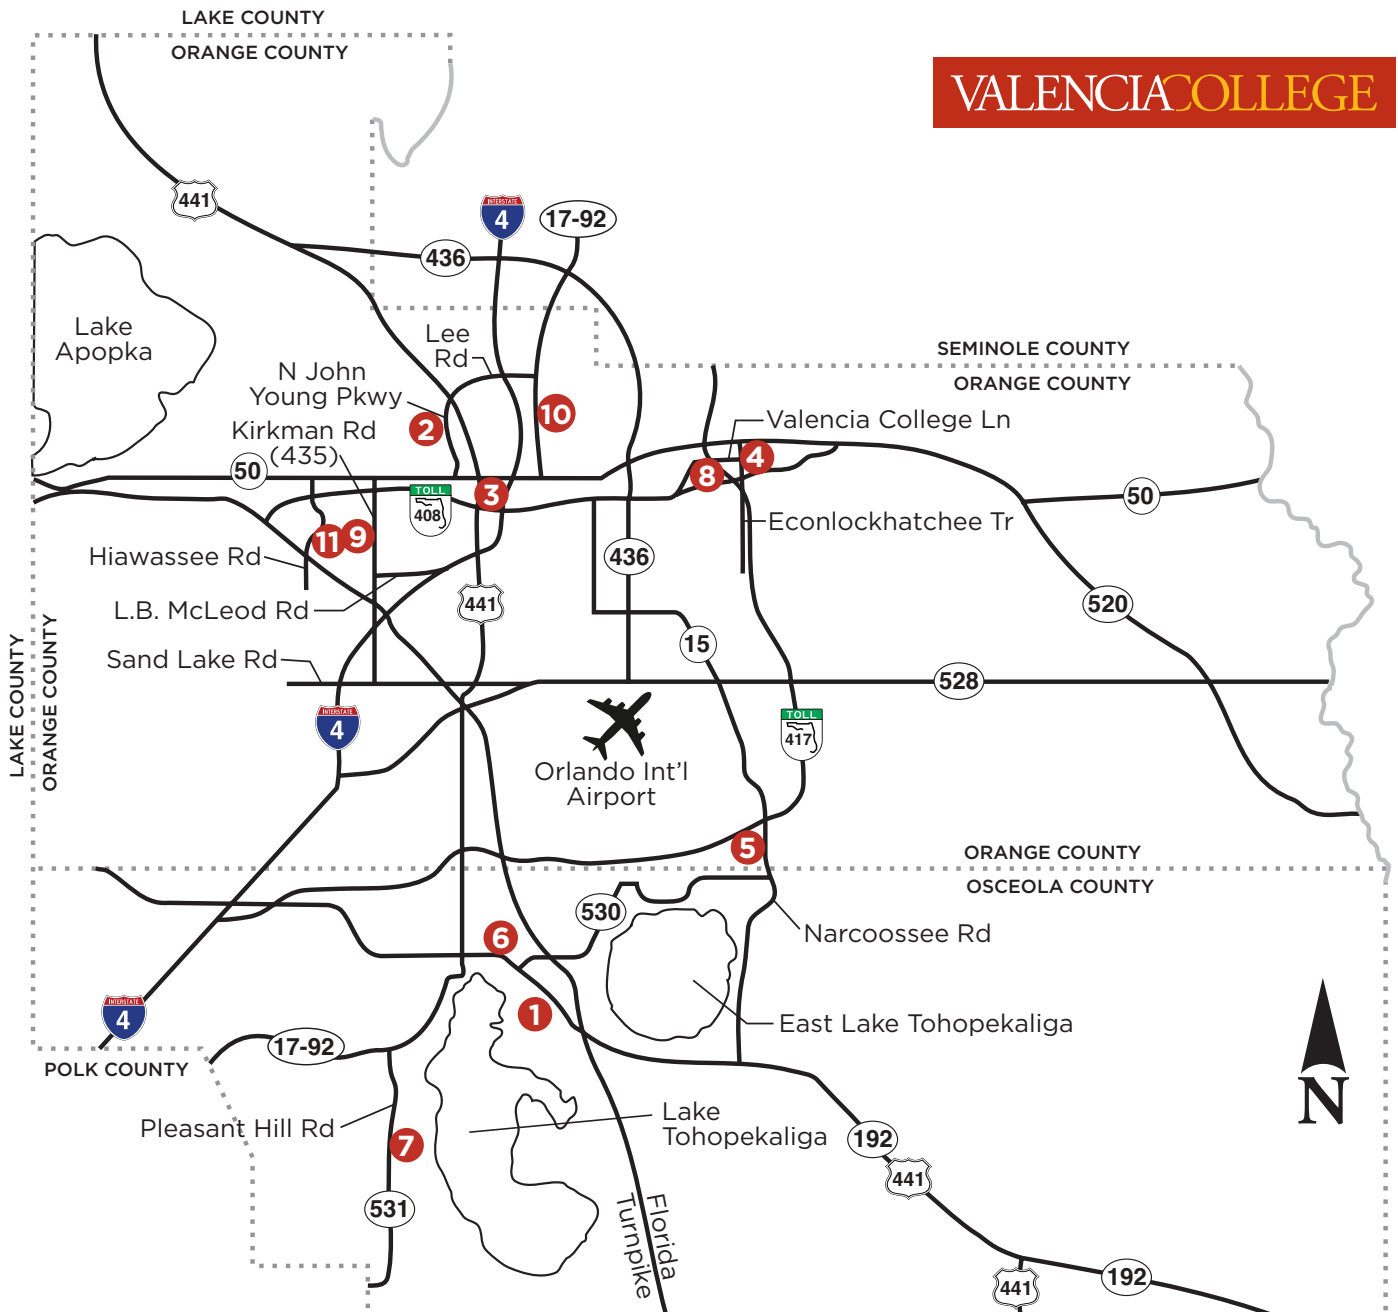 LAKE COUNTY
ORANGE COUNTY
VALENCIACOLLEGE
441
INTERSTATE
4
17-92
436
Lake
Apopka
Lee
Rd
SEMINOLE COUNTY
ORANGE COUNTY
N John
Young Pkwy
2
10
Valencia College Ln
Kirkman Rd
(435)
50
4
8
TOLL
408
3
50
Econlockhatchee Tr
11
9
Hiawassee Rd
436
L.B. McLeod Rd
441
520
15
Sand Lake Rd
528
LAKE COUNTY
ORANGE COUNTY
INTERSTATE
4
TOLL
417
Orlando Int'l
Airport
5
ORANGE COUNTY
OSCEOLA COUNTY
530
6
Narcoossee Rd
INTERSTATE
4
1
East Lake Tohopekaliga
17-92
POLK COUNTY
N
Pleasant Hill Rd
Lake
Tohopekaliga
7
192
441
531
Florida
Turnpike
441
192